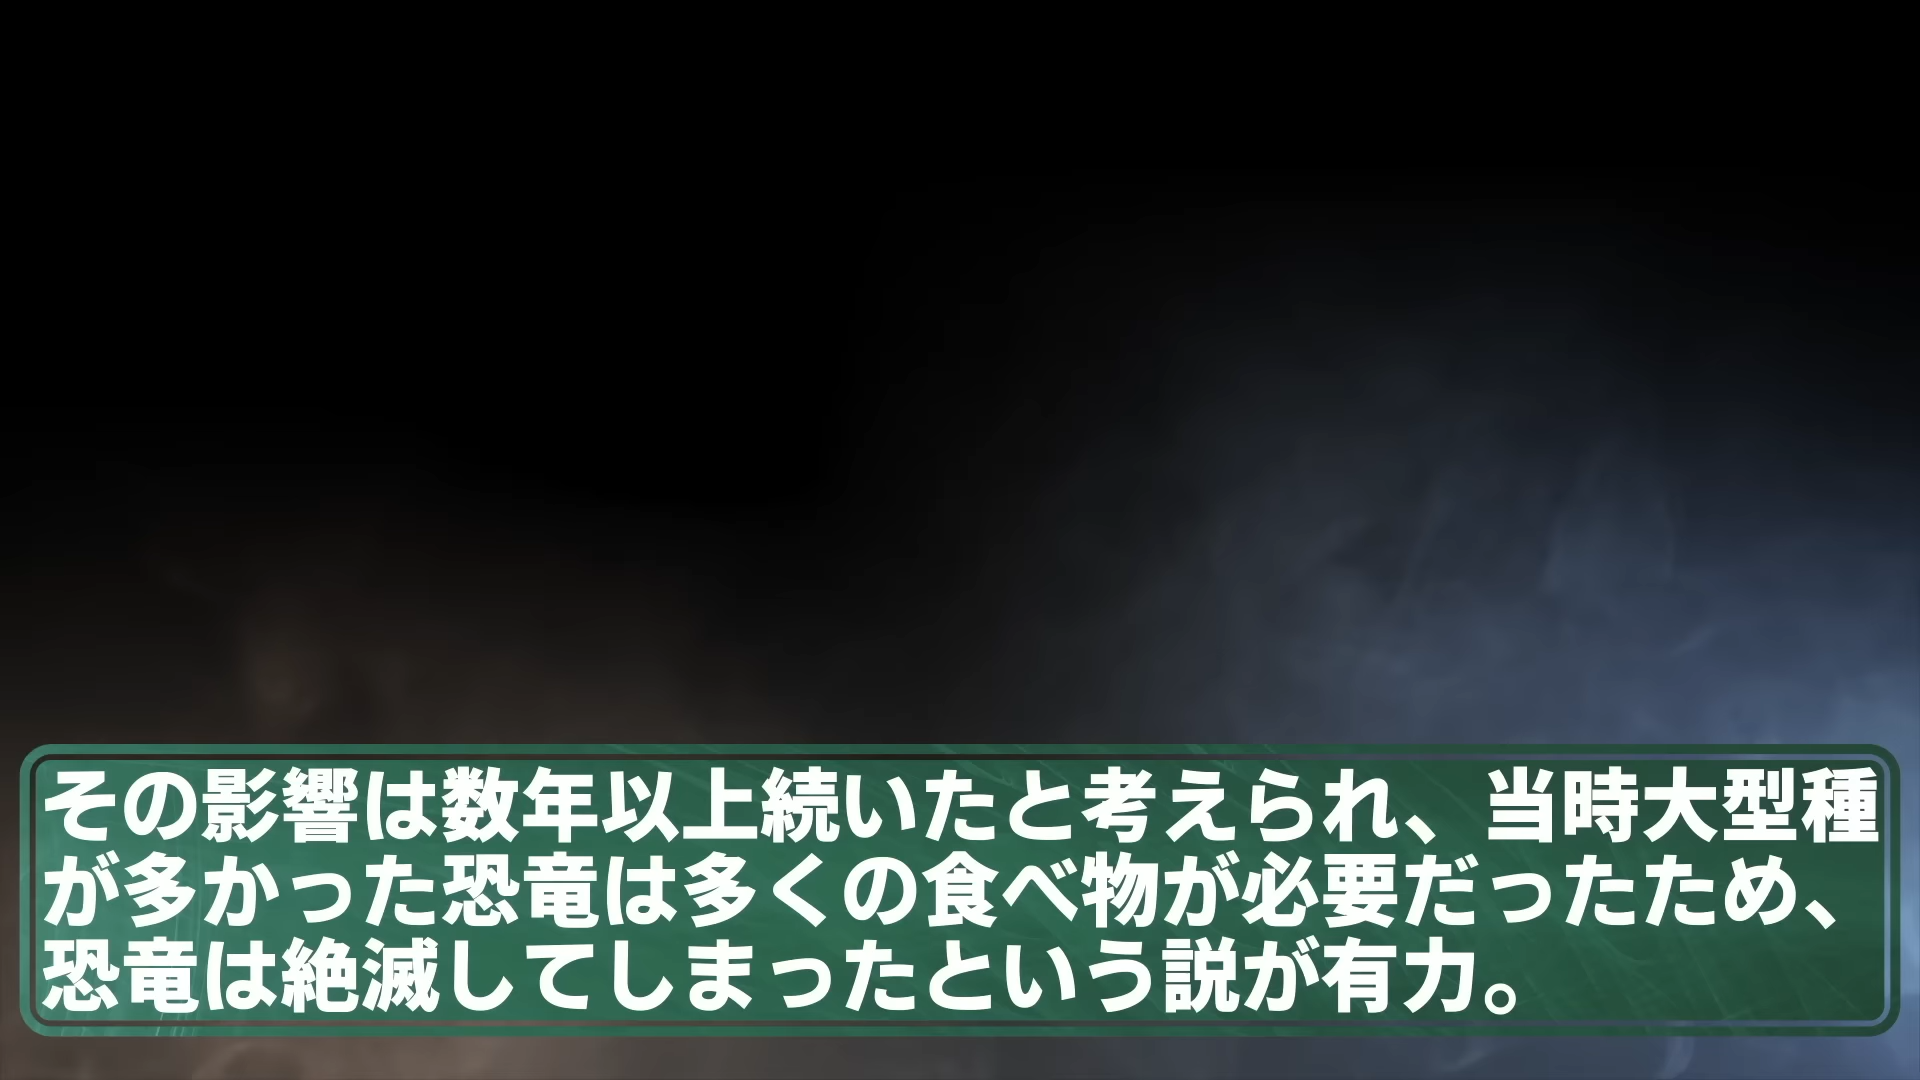 その影響は数年以上続いたと考えられ、当時大型種
が多かった恐竜は多くの食べ物が必要だったため、
恐竜は絶滅してしまったという説が有力。